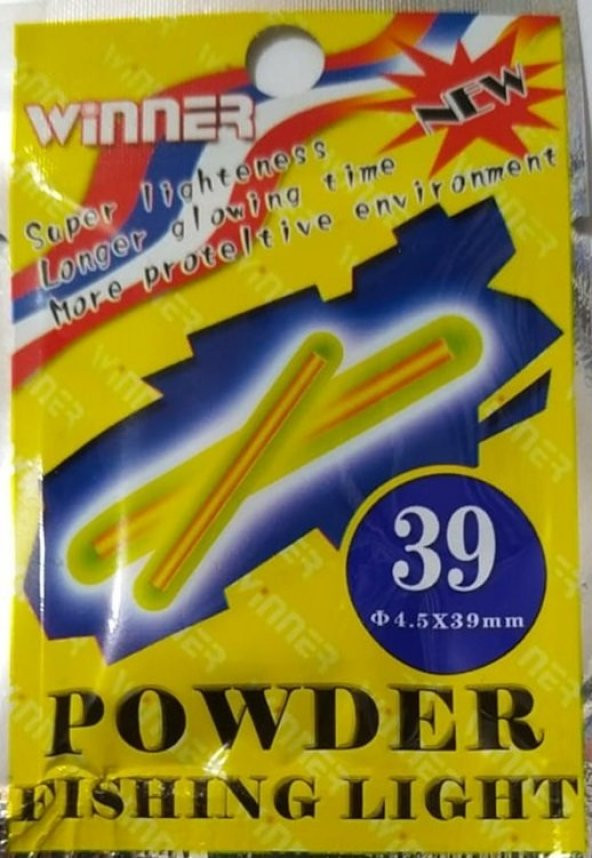 WiNNER
NEW
Super lighteness
Longer glowing time
More proteltive environment
39
Φ4.5X39mm
POWDER
FISHING LIGHT